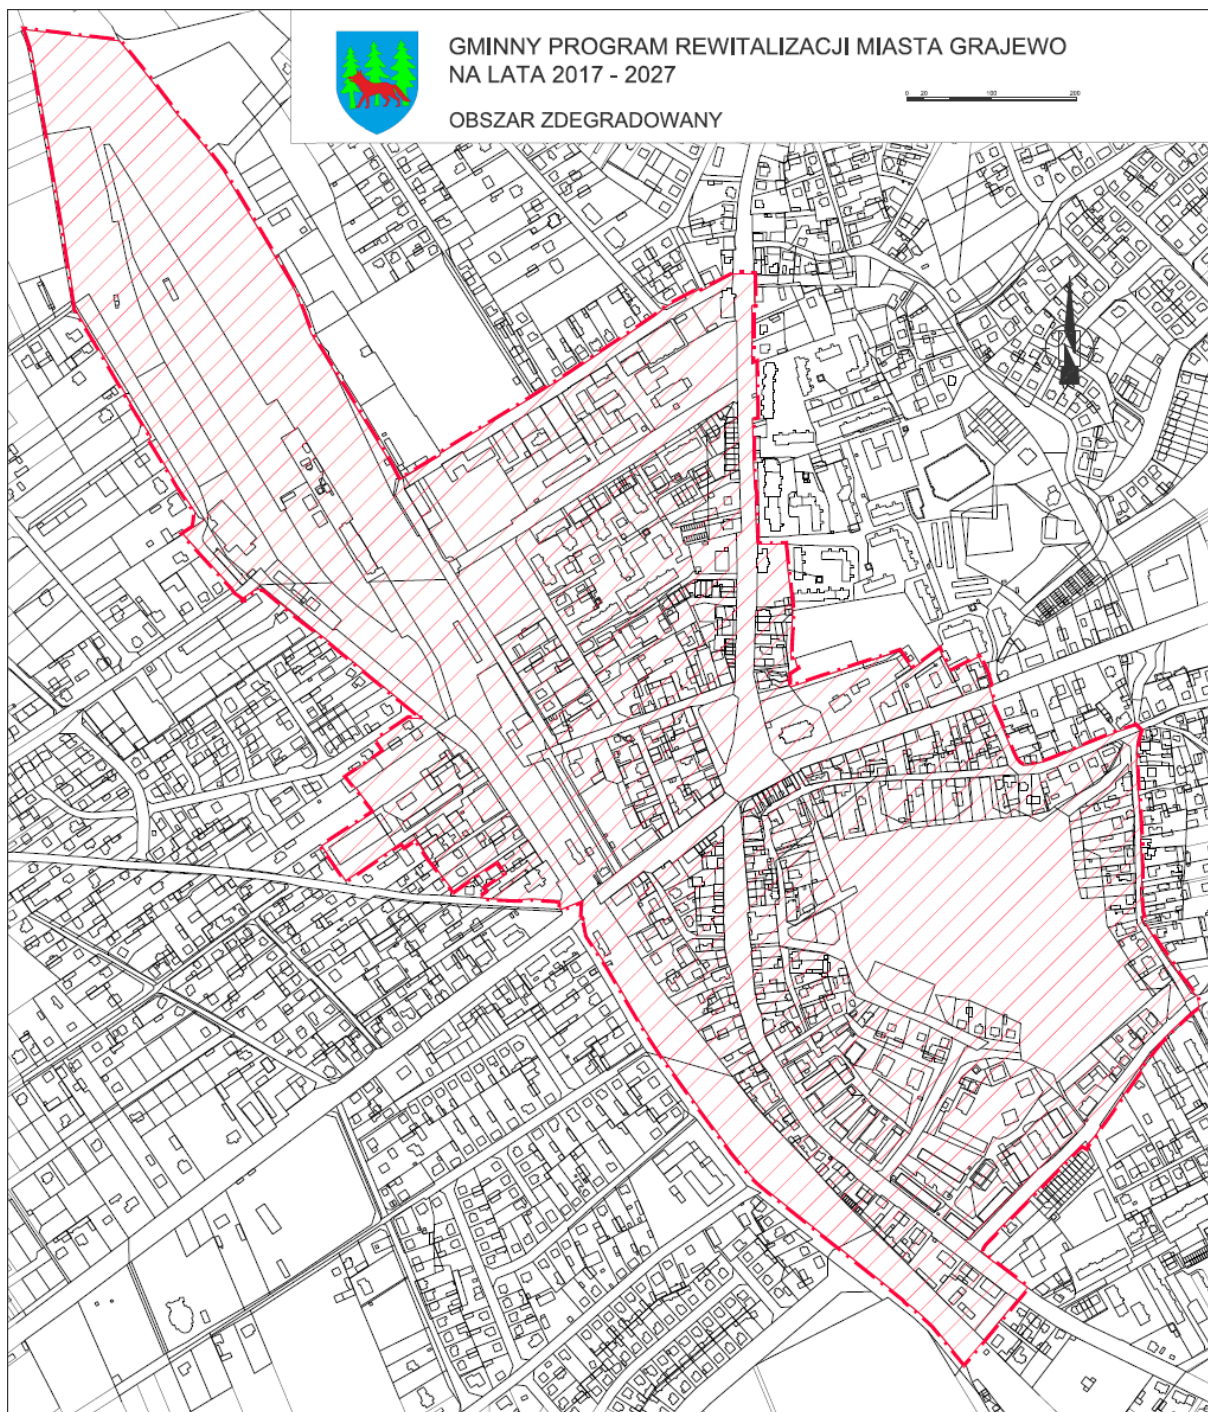 GMINNY PROGRAM REWITALIZACJI MIASTA GRAJEWO
NA LATA 2017 - 2027
OBSZAR ZDEGRADOWANY
0 20 100 200